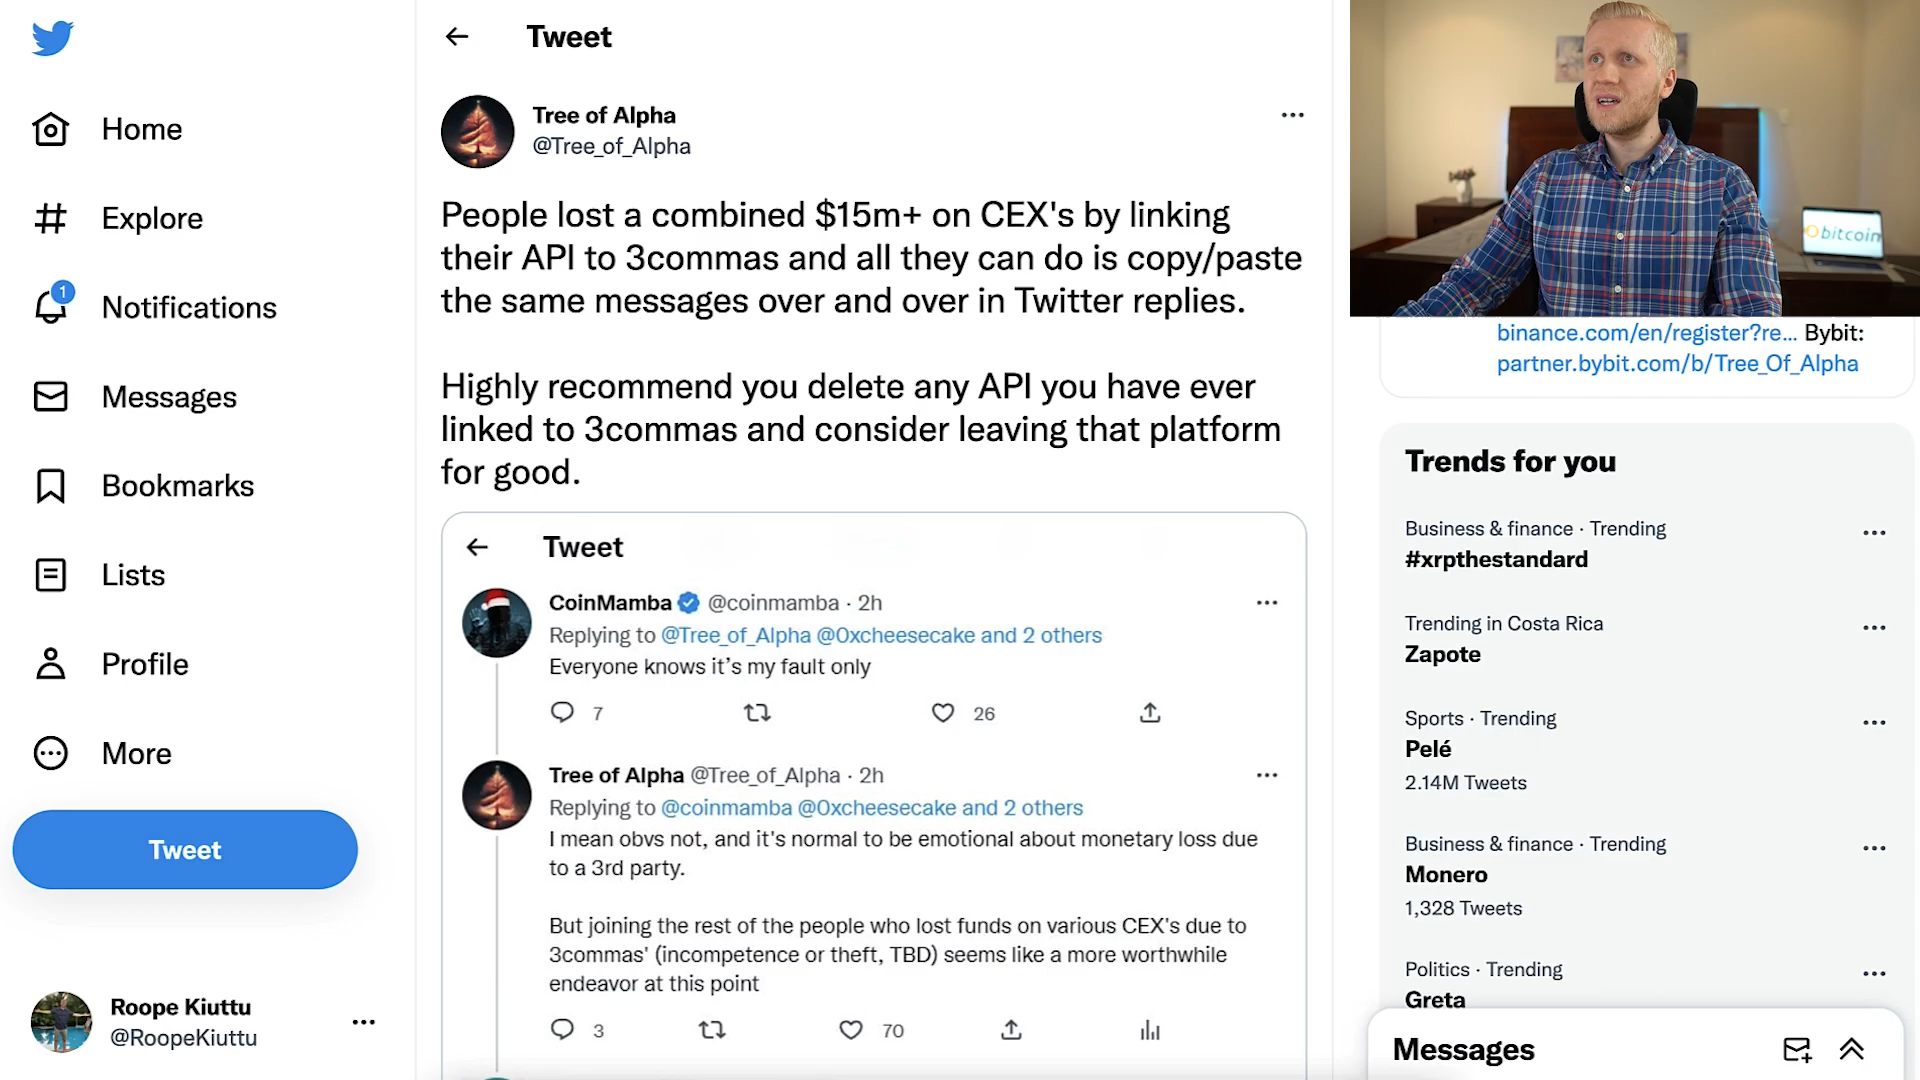 Home
Explore
1
Notifications
Messages
Bookmarks
Lists
Profile
More
Tweet
Roope Kiuttu
@RoopeKiuttu
Tweet
Tree of Alpha
@Tree_of_Alpha
People lost a combined $15m+ on CEX's by linking
their API to 3commas and all they can do is copy/paste
the same messages over and over in Twitter replies.
Highly recommend you delete any API you have ever
linked to 3commas and consider leaving that platform
for good.
Tweet
CoinMamba @coinmamba · 2h
Replying to @Tree_of_Alpha @0xcheesecake and 2 others
Everyone knows it's my fault only
7 26
Tree of Alpha @Tree_of_Alpha · 2h
Replying to @coinmamba @0xcheesecake and 2 others
I mean obvs not, and it's normal to be emotional about monetary loss due
to a 3rd party.
But joining the rest of the people who lost funds on various CEX's due to
3commas' (incompetence or theft, TBD) seems like a more worthwhile
endeavor at this point
3 70
bitcoin
binance.com/en/register?re... Bybit:
partner.bybit.com/b/Tree_Of_Alpha
Trends for you
Business & finance · Trending
#xrpthestandard
Trending in Costa Rica
Zapote
Sports · Trending
Pelé
2.14M Tweets
Business & finance · Trending
Monero
1,328 Tweets
Politics · Trending
Greta
Messages